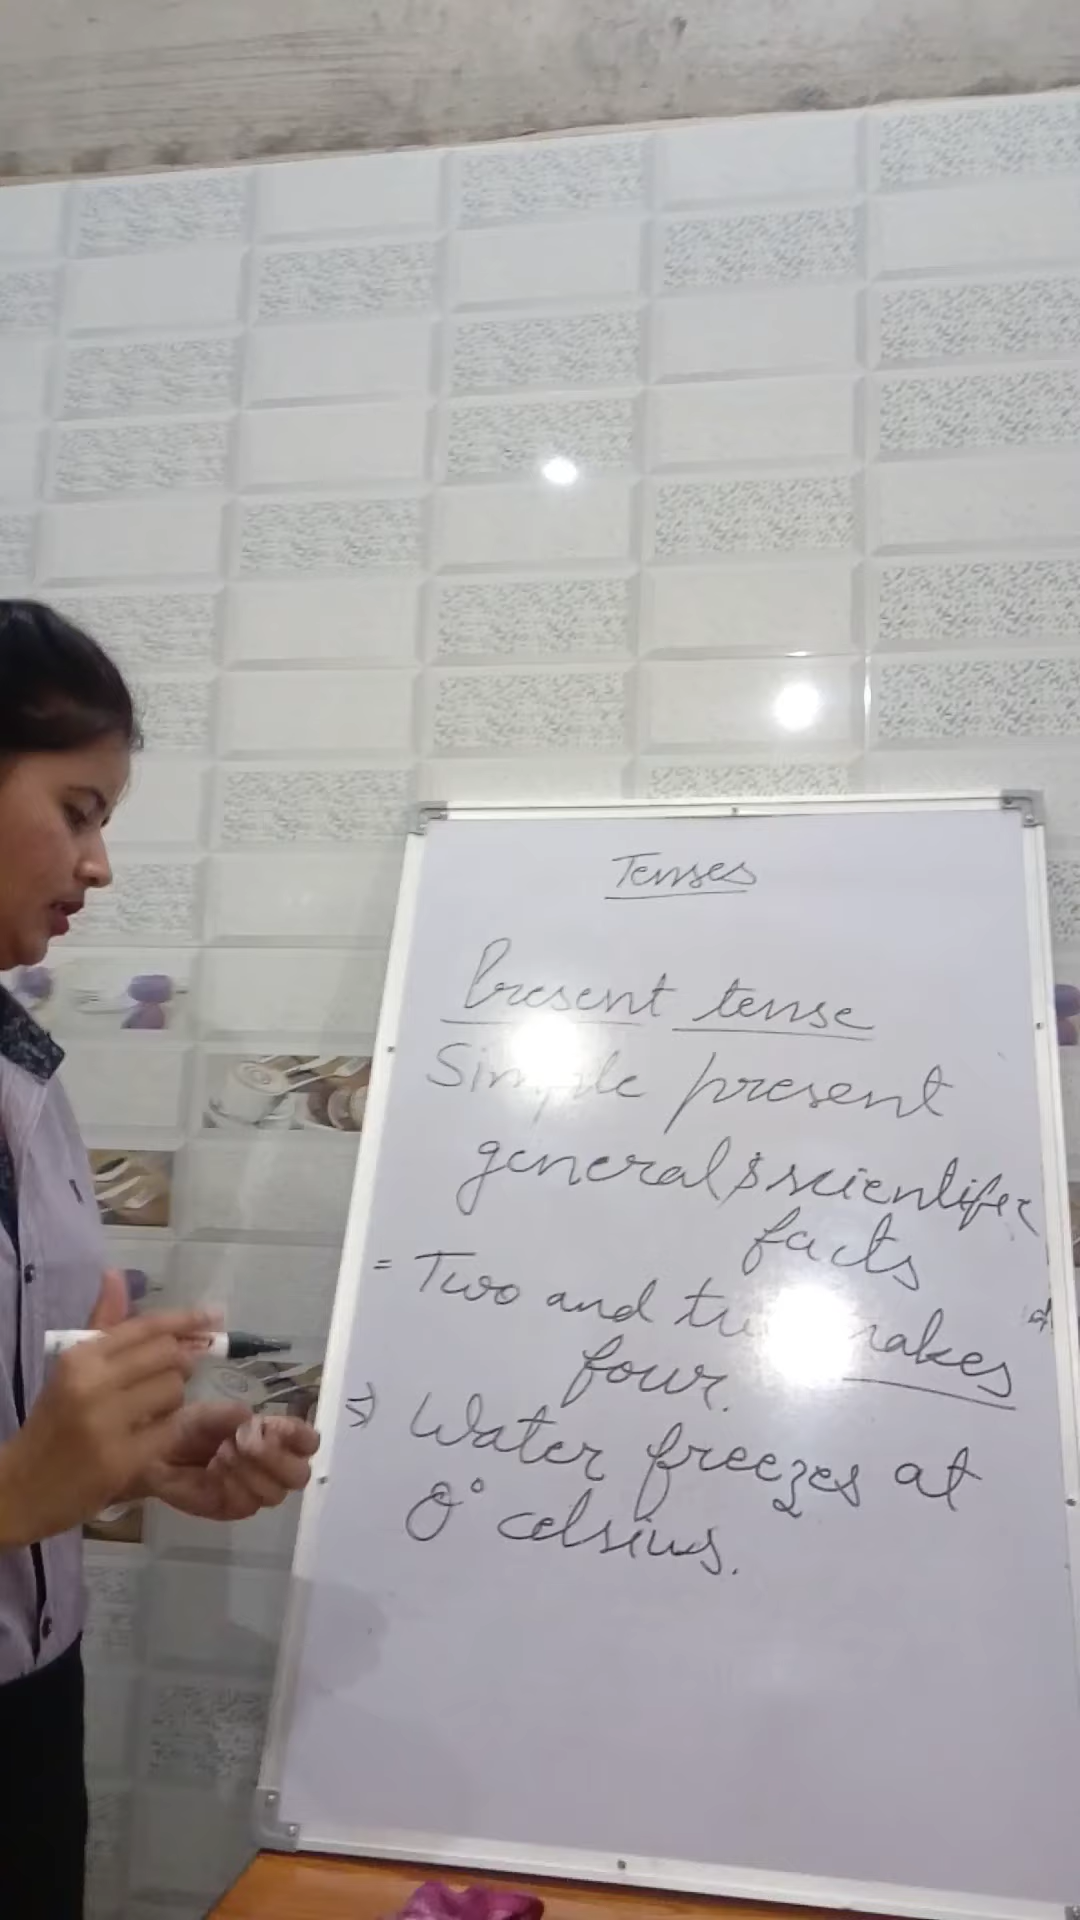 Tenses
Present tense
Simple present
general & scientific
facts
= Two and two makes
four.
⇒ Water freezes at
0° celsius.